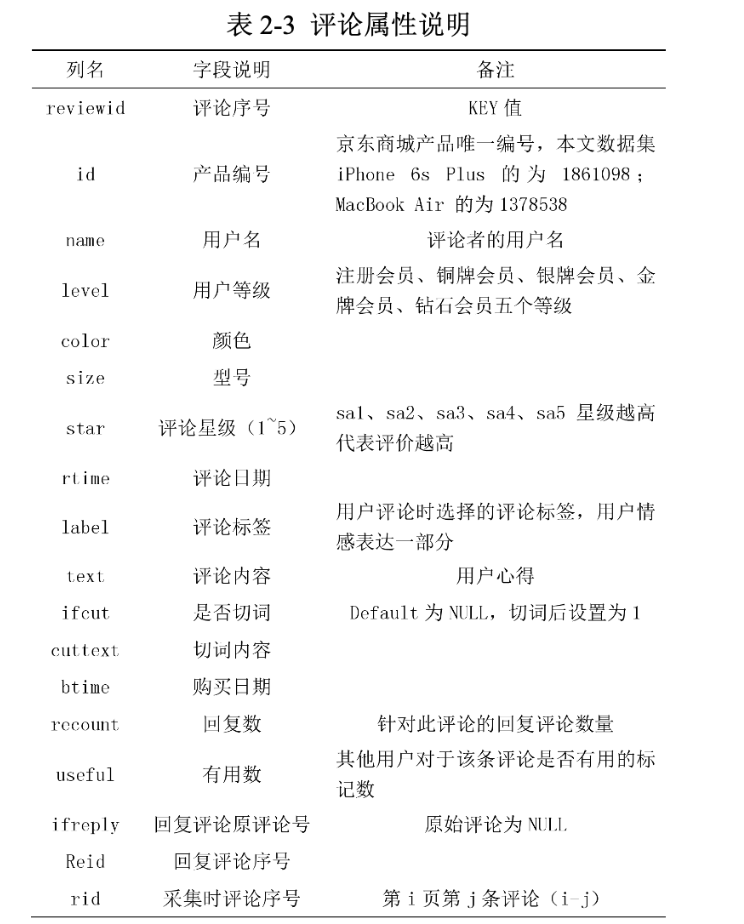 表 2-3 评论属性说明
列名 字段说明 备注
reviewid 评论序号 KEY 值
京东商城产品唯一编号，本文数据集
id 产品编号 iPhone 6s Plus 的为 1861098；
MacBook Air 的为1378538
name 用户名 评论者的用户名
注册会员、铜牌会员、银牌会员、金
level 用户等级
牌会员、钻石会员五个等级
color 颜色
size 型号
sa1、sa2、sa3、sa4、sa5 星级越高
star 评论星级（1~5）
代表评价越高
rtime 评论日期
用户评论时选择的评论标签，用户情
label 评论标签
感表达一部分
text 评论内容 用户心得
ifcut 是否切词 Default 为 NULL，切词后设置为 1
cuttext 切词内容
btime 购买日期
recount 回复数 针对此评论的回复评论数量
其他用户对于该条评论是否有用的标
useful 有用数
记数
ifreply 回复评论原评论号 原始评论为 NULL
Reid 回复评论序号
rid 采集时评论序号 第 i 页第 j 条评论（i-j）